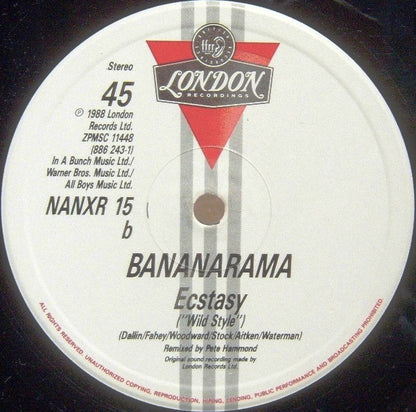 ffrr
LONDON
RECORDINGS
Stereo
45
℗ 1988 London
Records Ltd.
ZPMSC 11448
(886 243-1)
In A Bunch Music Ltd./
Warner Bros. Music Ltd./
All Boys Music Ltd.
NANXR 15
b
BANANARAMA
Ecstasy
("Wild Style")
(Dallin/Fahey/Woodward/Stock/Aitken/Waterman)
Remixed by Pete Hammond
Original sound recording made by
London Records Ltd.
ALL RIGHTS RESERVED. UNAUTHORIZED COPYING, REPRODUCTION, HIRING, LENDING, PUBLIC PERFORMANCE AND BROADCASTING PROHIBITED.